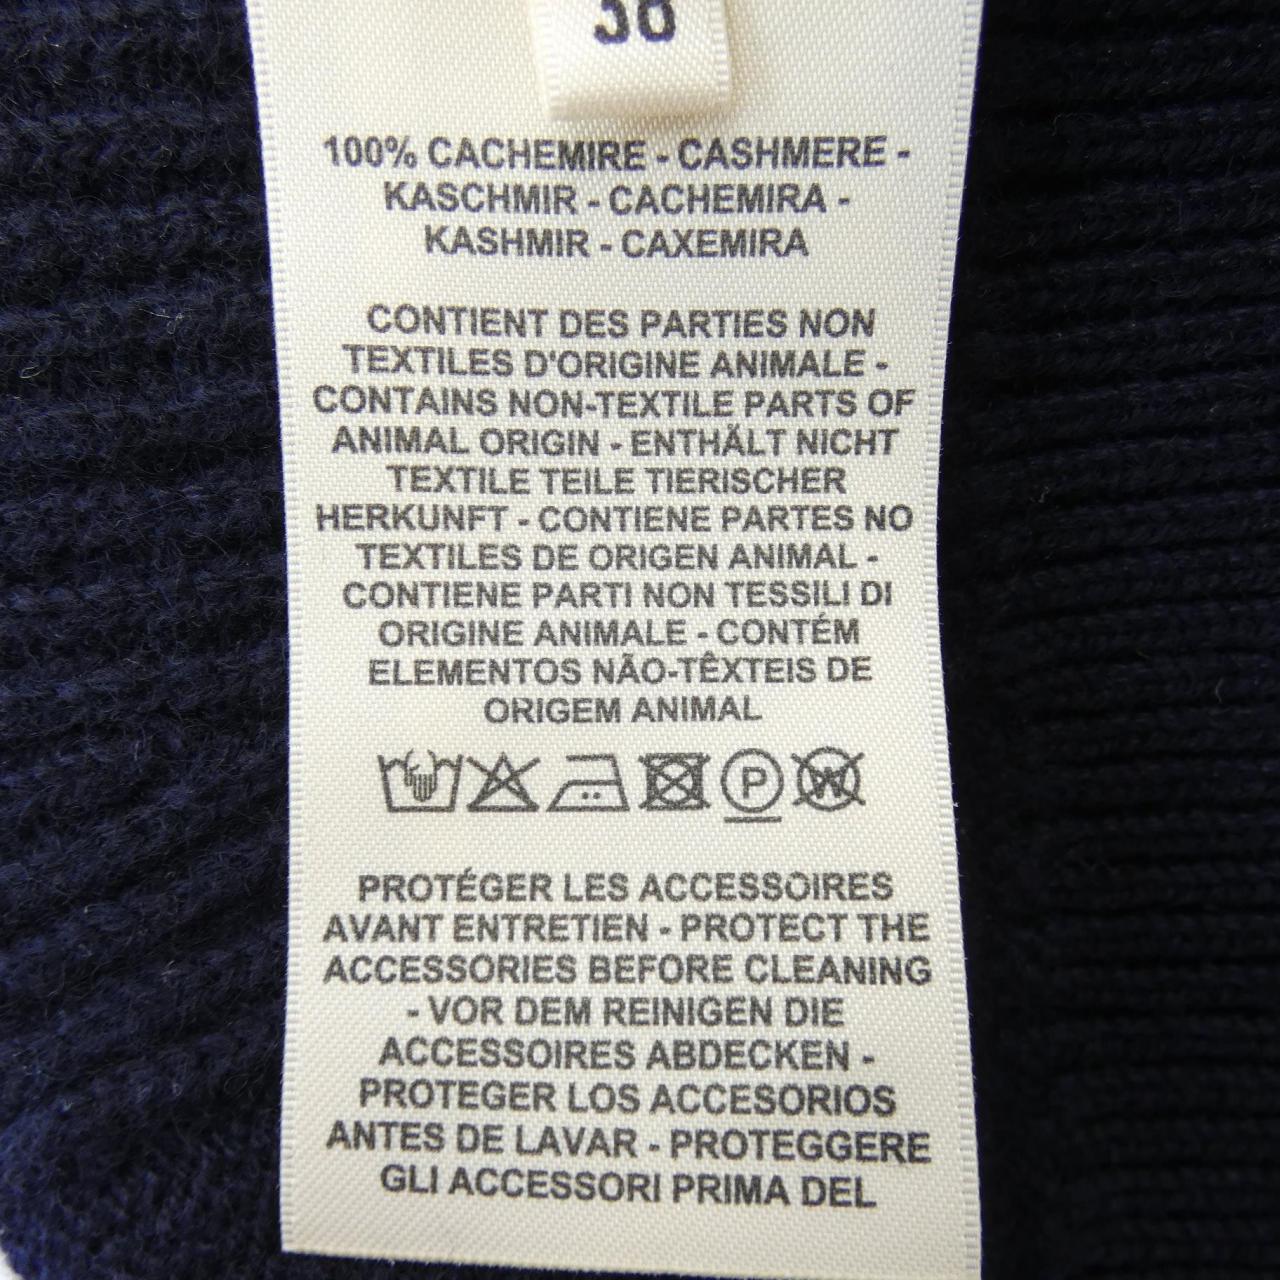 38
100% CACHEMIRE - CASHMERE -
KASCHMIR - CACHEMIRA -
KASHMIR - CAXEMIRA
CONTIENT DES PARTIES NON
TEXTILES D'ORIGINE ANIMALE -
CONTAINS NON-TEXTILE PARTS OF
ANIMAL ORIGIN - ENTHÄLT NICHT
TEXTILE TEILE TIERISCHER
HERKUNFT - CONTIENE PARTES NO
TEXTILES DE ORIGEN ANIMAL -
CONTIENE PARTI NON TESSILI DI
ORIGINE ANIMALE - CONTÉM
ELEMENTOS NÃO-TÊXTEIS DE
ORIGEM ANIMAL
P W
PROTÉGER LES ACCESSOIRES
AVANT ENTRETIEN - PROTECT THE
ACCESSORIES BEFORE CLEANING
- VOR DEM REINIGEN DIE
ACCESSOIRES ABDECKEN -
PROTEGER LOS ACCESORIOS
ANTES DE LAVAR - PROTEGGERE
GLI ACCESSORI PRIMA DEL